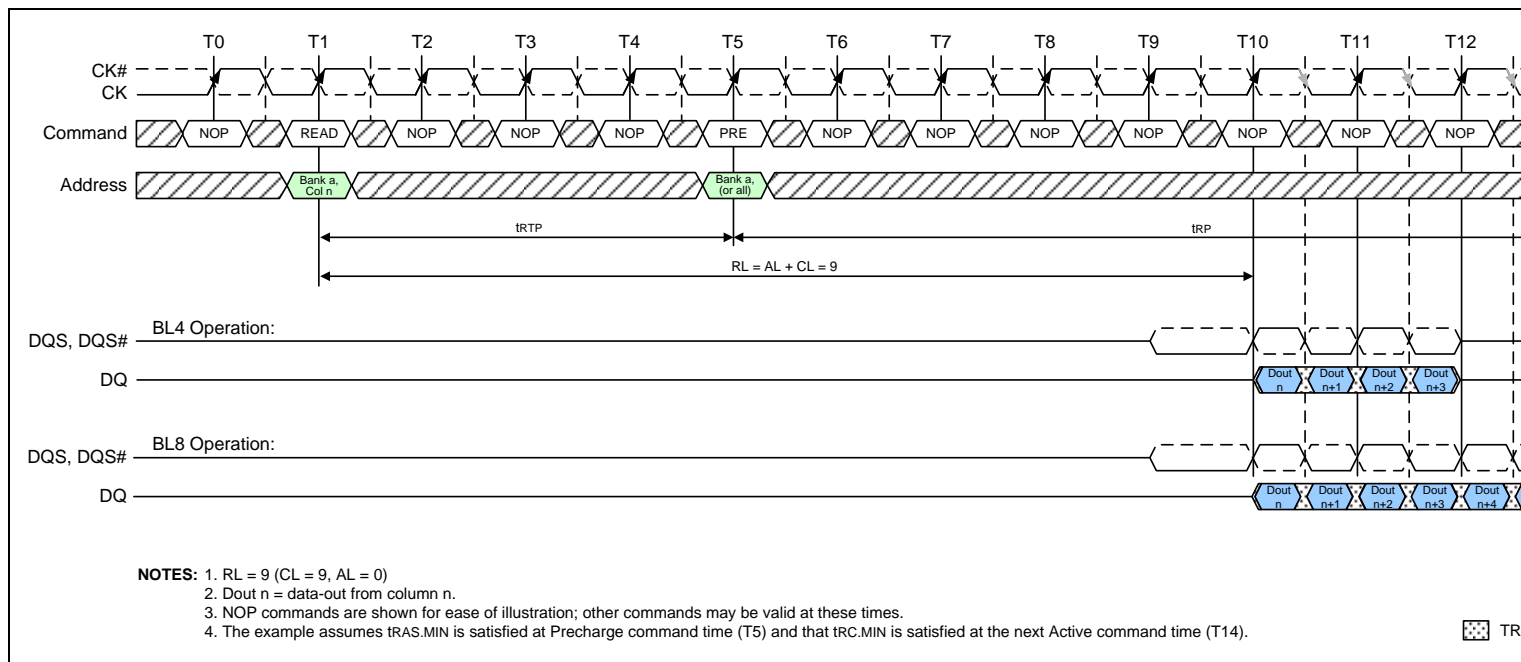 T0 T1 T2 T3 T4 T5 T6 T7 T8 T9 T10 T11 T12
CK#
CK
Command NOP READ NOP NOP NOP PRE NOP NOP NOP NOP NOP NOP NOP
Address Bank a, Col n Bank a, (or all)
tRTP tRP
RL = AL + CL = 9
BL4 Operation:
DQS, DQS#
DQ Dout n Dout n+1 Dout n+2 Dout n+3
BL8 Operation:
DQS, DQS#
DQ Dout n Dout n+1 Dout n+2 Dout n+3 Dout n+4
NOTES: 1. RL = 9 (CL = 9, AL = 0)
2. Dout n = data-out from column n.
3. NOP commands are shown for ease of illustration; other commands may be valid at these times.
4. The example assumes tRAS.MIN is satisfied at Precharge command time (T5) and that tRC.MIN is satisfied at the next Active command time (T14).
TR